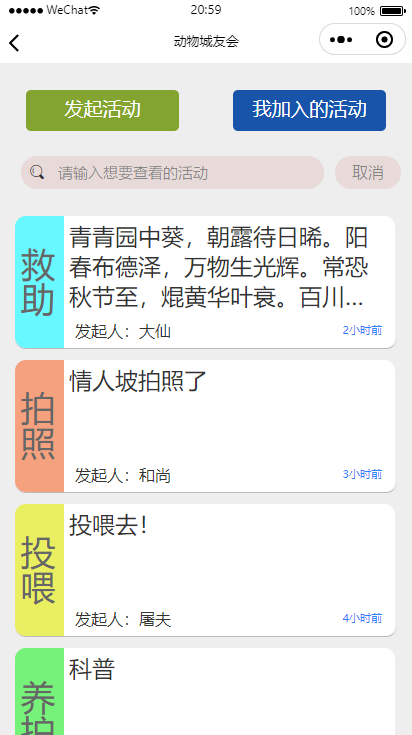 WeChat 20:59 100%
动物城友会
发起活动 我加入的活动
请输入想要查看的活动 取消
救助
青青园中葵，朝露待日晞。阳
春布德泽，万物生光辉。常恐
秋节至，焜黄华叶衰。百川...
发起人：大仙 2小时前
拍照
情人坡拍照了
发起人：和尚 3小时前
投喂
投喂去！
发起人：屠夫 4小时前
养护
科普